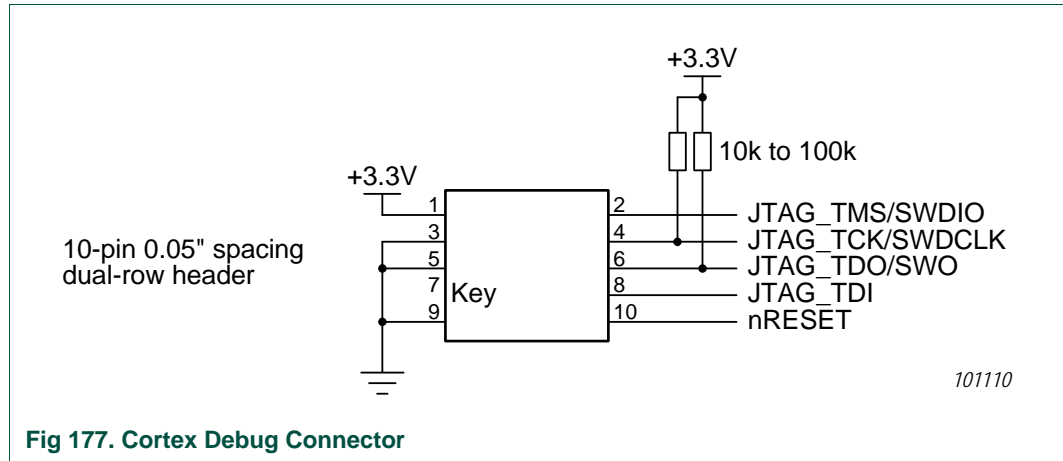 +3.3V
10k to 100k
+3.3V
1
2
JTAG_TMS/SWDIO
3
4
JTAG_TCK/SWDCLK
10-pin 0.05" spacing
dual-row header
5
6
JTAG_TDO/SWO
7
Key
8
JTAG_TDI
9
10
nRESET
101110
Fig 177. Cortex Debug Connector